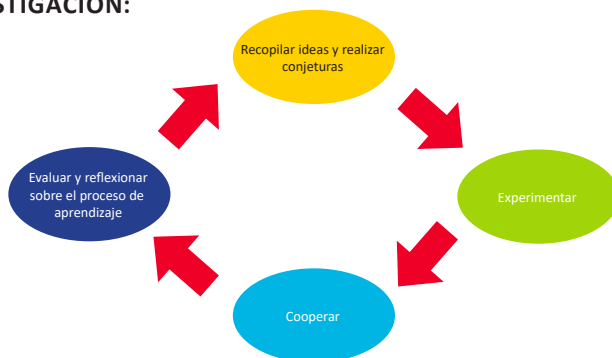 STIGACIÓN:
Recopilar ideas y realizar
conjeturas
Experimentar
Cooperar
Evaluar y reflexionar
sobre el proceso de
aprendizaje